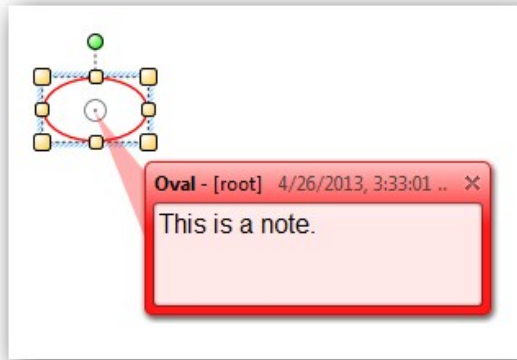 Oval - [root] 4/26/2013, 3:33:01 ..
This is a note.